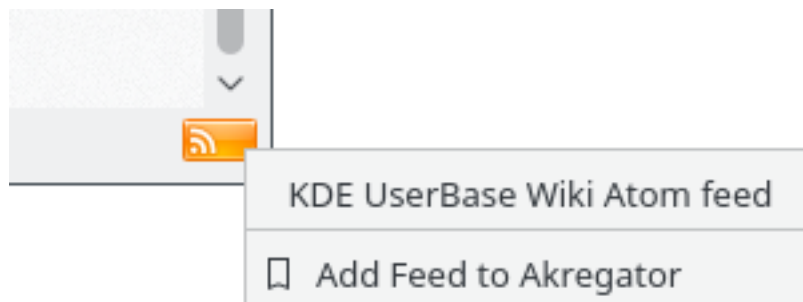 KDE UserBase Wiki Atom feed
Add Feed to Akregator